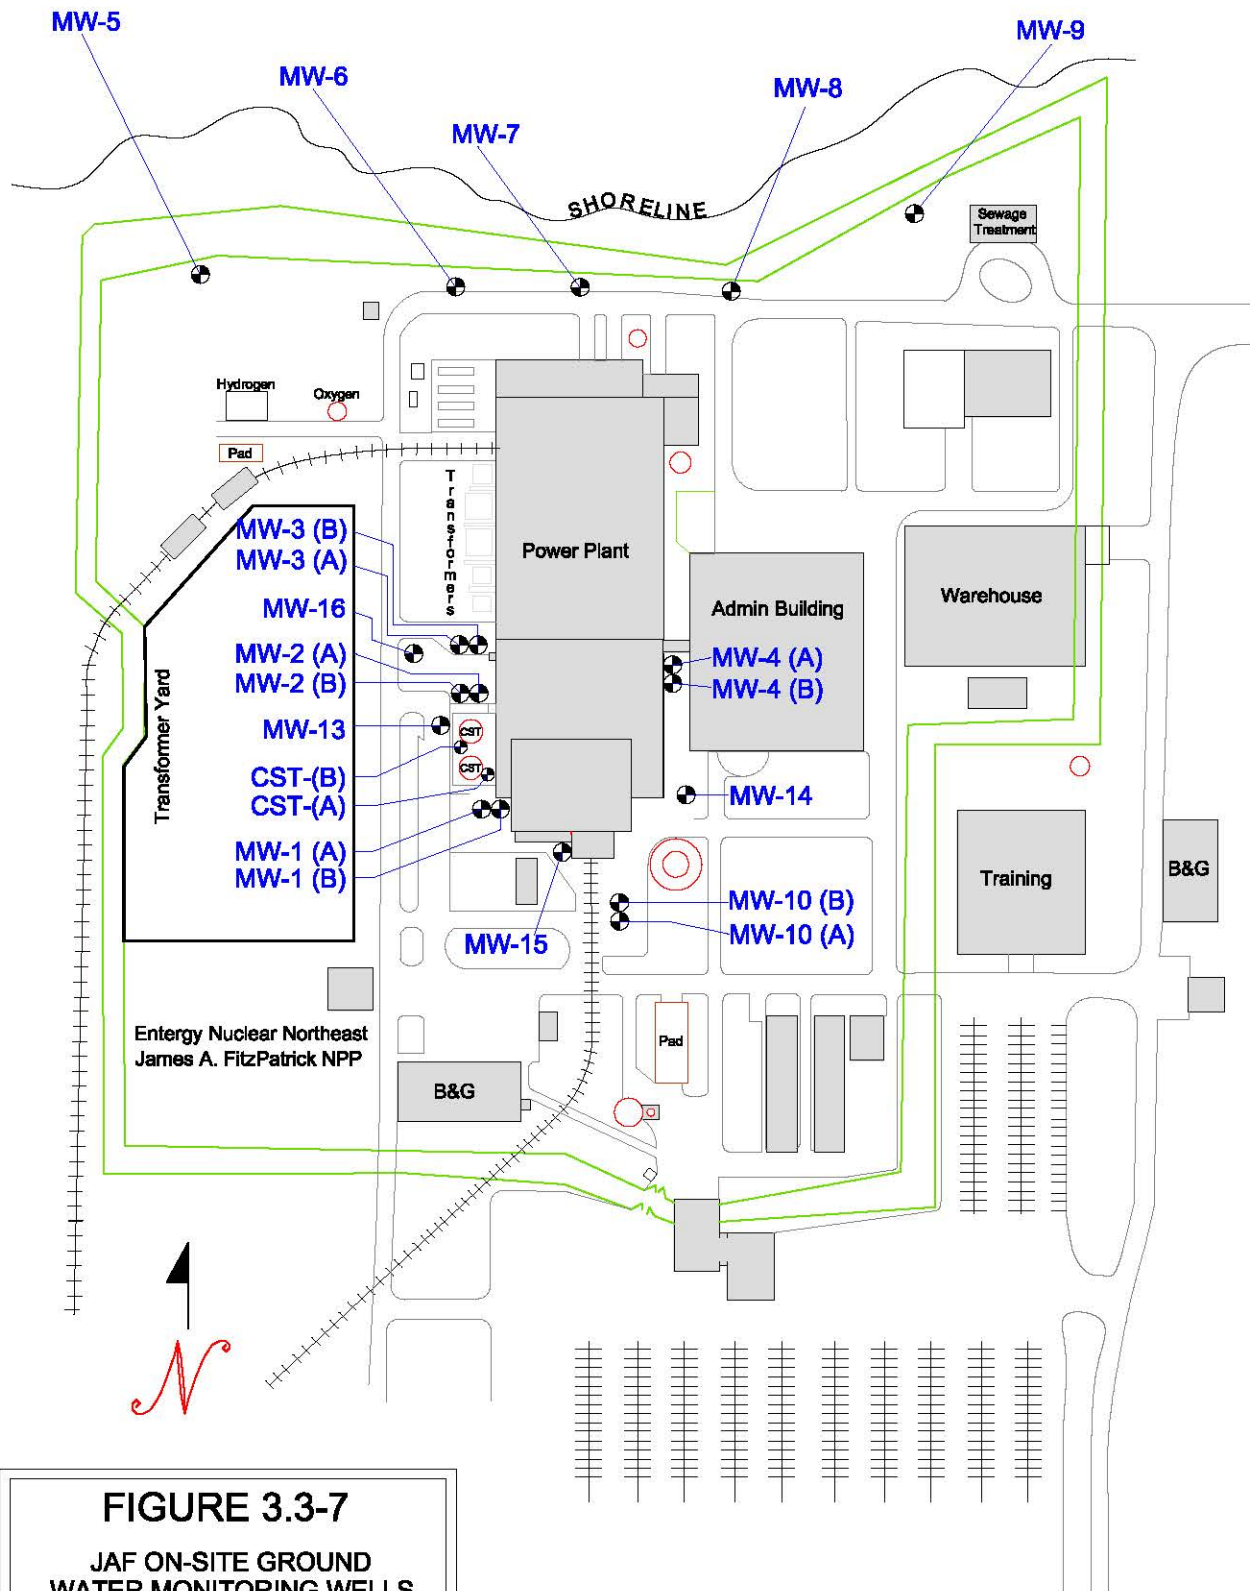 MW-5
MW-9
MW-6
MW-8
MW-7
SHORELINE
Sewage
Treatment
Hydrogen
Oxygen
Pad
Transformers
MW-3 (B)
MW-3 (A)
Power Plant
MW-16
Admin Building
Warehouse
MW-2 (A)
MW-2 (B)
MW-4 (A)
MW-4 (B)
Transformer Yard
MW-13
CST
CST
CST-(B)
CST-(A)
MW-14
MW-1 (A)
MW-1 (B)
Training
B&G
MW-10 (B)
MW-10 (A)
MW-15
Entergy Nuclear Northeast
James A. FitzPatrick NPP
Pad
B&G
N
FIGURE 3.3-7
JAF ON-SITE GROUND
WATER MONITORING WELLS